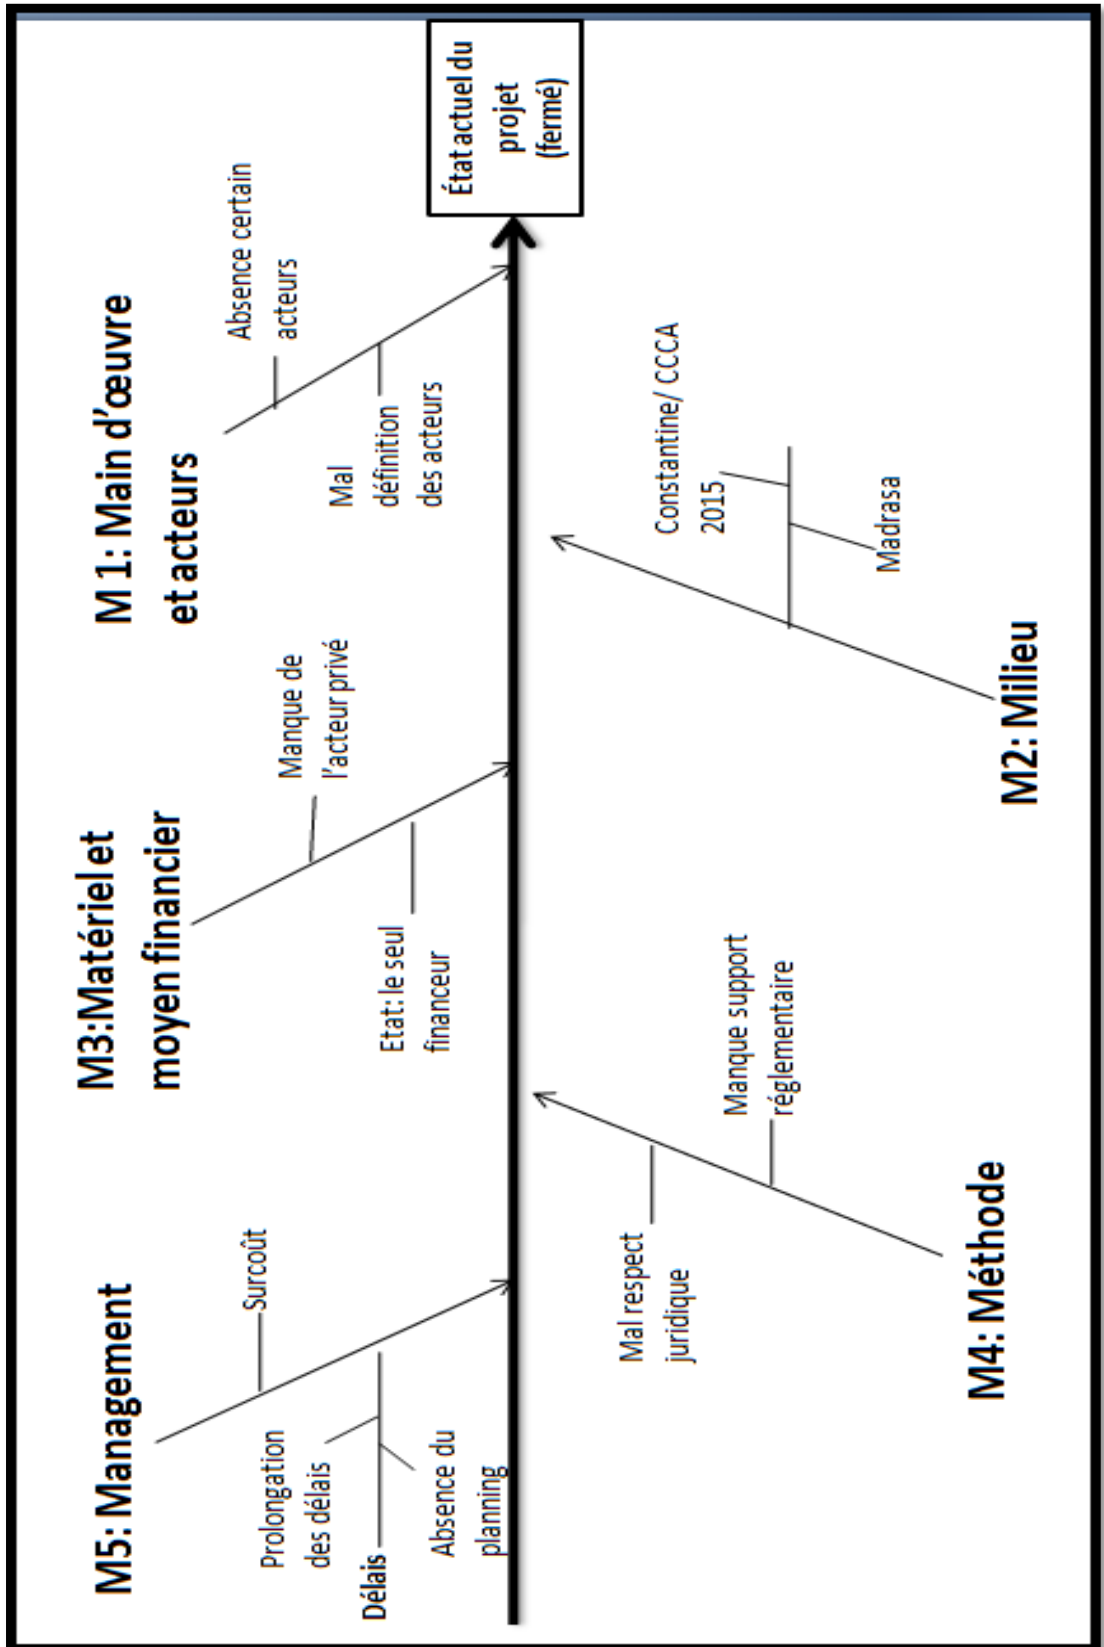 M5: Management
Surcoût
Prolongation
des délais
Délais
Absence du
planning
M3:Matériel et
moyen financier
Manque de
l'acteur privé
Etat: le seul
financeur
M 1: Main d'œuvre
et acteurs
Absence certain
acteurs
Mal
définition
des acteurs
État actuel du
projet
(fermé)
Mal respect
juridique
Manque support
réglementaire
M4: Méthode
Constantine/ CCCA
2015
Madrasa
M2: Milieu